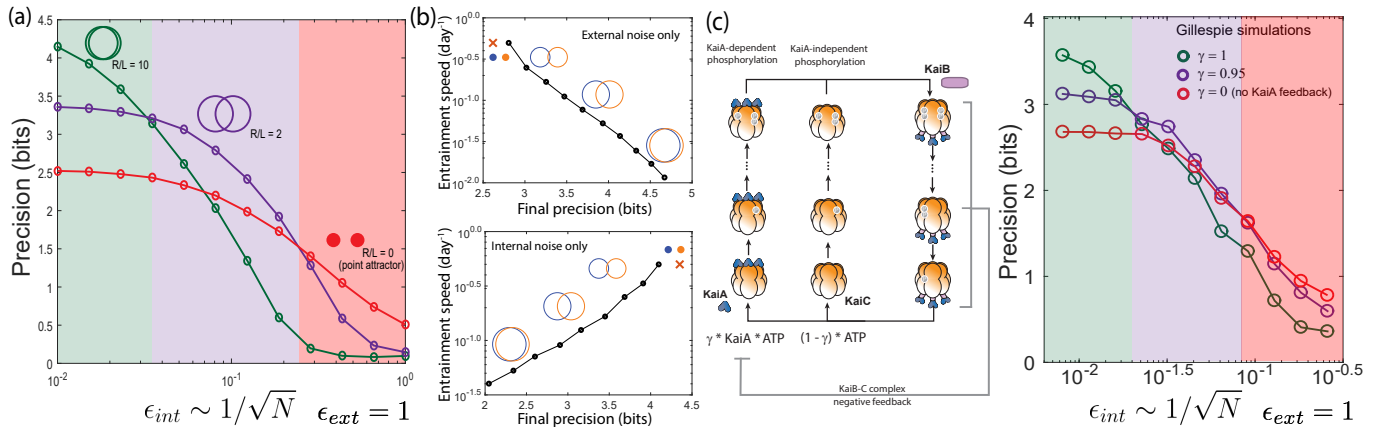 (a)
Precision (bits)
4.5
4
3.5
3
2.5
2
1.5
1
0.5
0
R/L = 10
R/L = 2
R/L = 0
(point attractor)
10^-2
10^-1
10^0
ϵ_int ∼ 1/√N
ϵ_ext = 1
(b)
Entrainment speed (day^-1)
10^0.0
10^-0.5
10^-1.0
10^-1.5
10^-2.0
External noise only
2.5
3
3.5
4
4.5
5
Final precision (bits)
Entrainment speed (day^-1)
10^0.0
10^-0.5
10^-1.0
10^-1.5
Internal noise only
2
2.5
3
3.5
4
4.5
Final precision (bits)
(c)
KaiA-dependent
phosphorylation
KaiA-independent
phosphorylation
KaiB
KaiA
KaiC
γ * KaiA * ATP
(1 - γ) * ATP
KaiB-C complex
negative feedback
Precision (bits)
4
3
2
1
0
Gillespie simulations
γ = 1
γ = 0.95
γ = 0 (no KaiA feedback)
10^-2
10^-1.5
10^-1
10^-0.5
ϵ_int ∼ 1/√N
ϵ_ext = 1